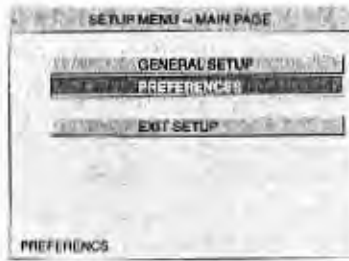 SETUP MENU -- MAIN PAGE
GENERAL SETUP
PREFERENCES
EXIT SETUP
PREFERENCS